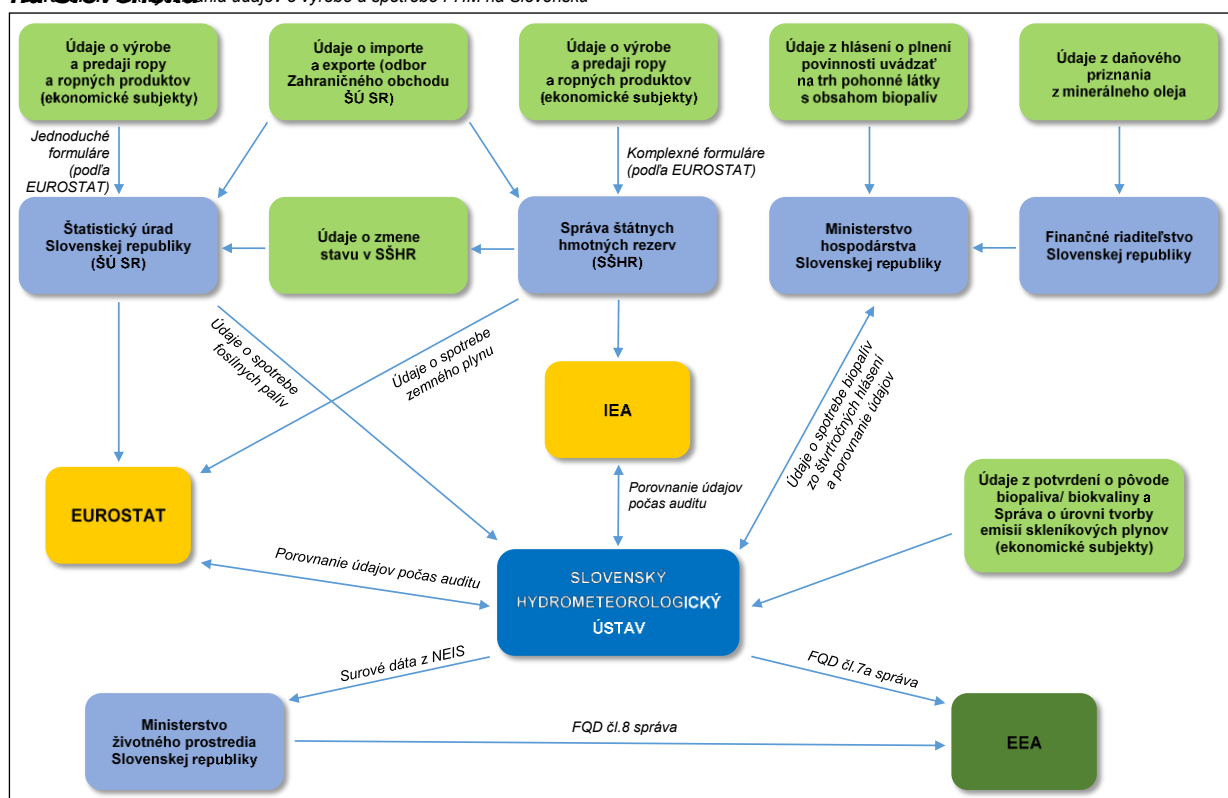 údajov o výrobe a spotrebe PHM na Slovensku
Údaje o výrobe
a predaji ropy
a ropných produktov
(ekonomické subjekty)
Údaje o importe
a exporte (odbor
Zahraničného obchodu
ŠÚ SR)
Údaje o výrobe
a predaji ropy
a ropných produktov
(ekonomické subjekty)
Údaje z hlásení o plnení
povinnosti uvádzať
na trh pohonné látky
s obsahom biopalív
Údaje z daňového
priznania
z minerálneho oleja
Jednoduché
formuláre
(podľa
EUROSTAT)
Komplexné formuláre
(podľa EUROSTAT)
Štatistický úrad
Slovenskej republiky
(ŠÚ SR)
Údaje o zmene
stavu v SŠHR
Správa štátnych
hmotných rezerv
(SŠHR)
Ministerstvo
hospodárstva
Slovenskej republiky
Finančné riaditeľstvo
Slovenskej republiky
Údaje o spotrebe
fosílnych palív
Údaje o spotrebe
zemného plynu
IEA
Údaje o spotrebe biopalív
zo štvrťročných hlásení
a porovnanie údajov
EUROSTAT
Porovnanie údajov
počas auditu
Údaje z potvrdení o pôvode
biopaliva/ biokvaliny a
Správa o úrovni tvorby
emisií skleníkových plynov
(ekonomické subjekty)
Porovnanie údajov počas auditu
SLOVENSKÝ
HYDROMETEOROLOGICKÝ
ÚSTAV
Surové dáta z NEIS
FQD čl.7a správa
Ministerstvo
životného prostredia
Slovenskej republiky
FQD čl.8 správa
EEA